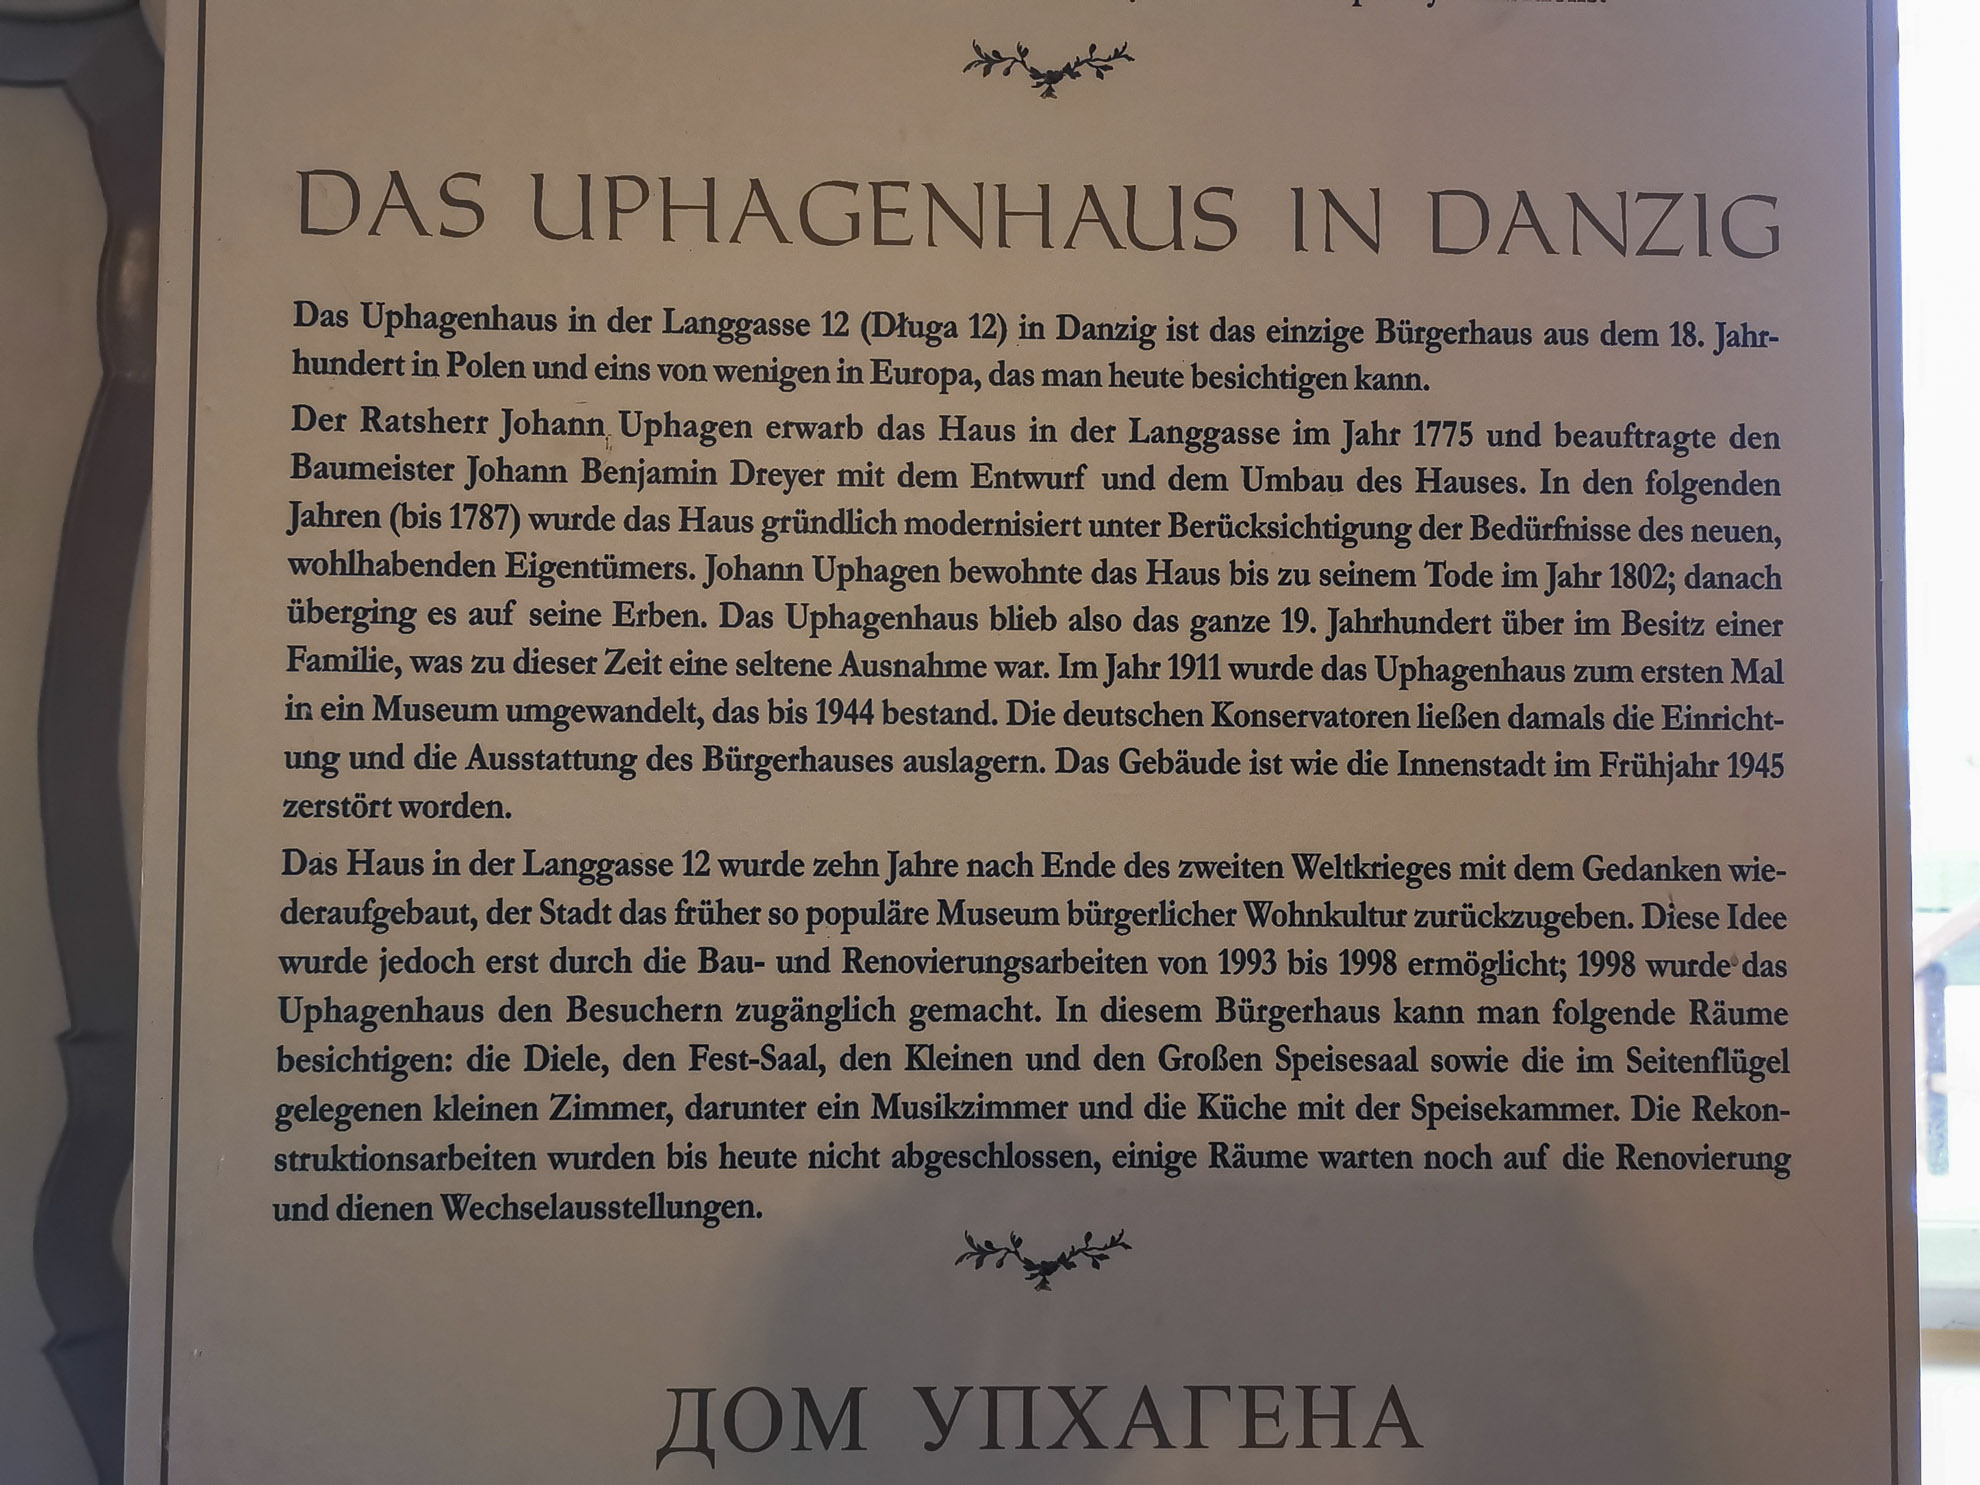 DAS UPHAGENHAUS IN DANZIG
Das Uphagenhaus in der Langgasse 12 (Długa 12) in Danzig ist das einzige Bürgerhaus aus dem 18. Jahr-
hundert in Polen und eins von wenigen in Europa, das man heute besichtigen kann.
Der Ratsherr Johann Uphagen erwarb das Haus in der Langgasse im Jahr 1775 und beauftragte den
Baumeister Johann Benjamin Dreyer mit dem Entwurf und dem Umbau des Hauses. In den folgenden
Jahren (bis 1787) wurde das Haus gründlich modernisiert unter Berücksichtigung der Bedürfnisse des neuen,
wohlhabenden Eigentümers. Johann Uphagen bewohnte das Haus bis zu seinem Tode im Jahr 1802; danach
überging es auf seine Erben. Das Uphagenhaus blieb also das ganze 19. Jahrhundert über im Besitz einer
Familie, was zu dieser Zeit eine seltene Ausnahme war. Im Jahr 1911 wurde das Uphagenhaus zum ersten Mal
in ein Museum umgewandelt, das bis 1944 bestand. Die deutschen Konservatoren ließen damals die Einricht-
ung und die Ausstattung des Bürgerhauses auslagern. Das Gebäude ist wie die Innenstadt im Frühjahr 1945
zerstört worden.
Das Haus in der Langgasse 12 wurde zehn Jahre nach Ende des zweiten Weltkrieges mit dem Gedanken wie-
deraufgebaut, der Stadt das früher so populäre Museum bürgerlicher Wohnkultur zurückzugeben. Diese Idee
wurde jedoch erst durch die Bau- und Renovierungsarbeiten von 1993 bis 1998 ermöglicht; 1998 wurde das
Uphagenhaus den Besuchern zugänglich gemacht. In diesem Bürgerhaus kann man folgende Räume
besichtigen: die Diele, den Fest-Saal, den Kleinen und den Großen Speisesaal sowie die im Seitenflügel
gelegenen kleinen Zimmer, darunter ein Musikzimmer und die Küche mit der Speisekammer. Die Rekon-
struktionsarbeiten wurden bis heute nicht abgeschlossen, einige Räume warten noch auf die Renovierung
und dienen Wechselausstellungen.
ДОМ УПХАГЕНА